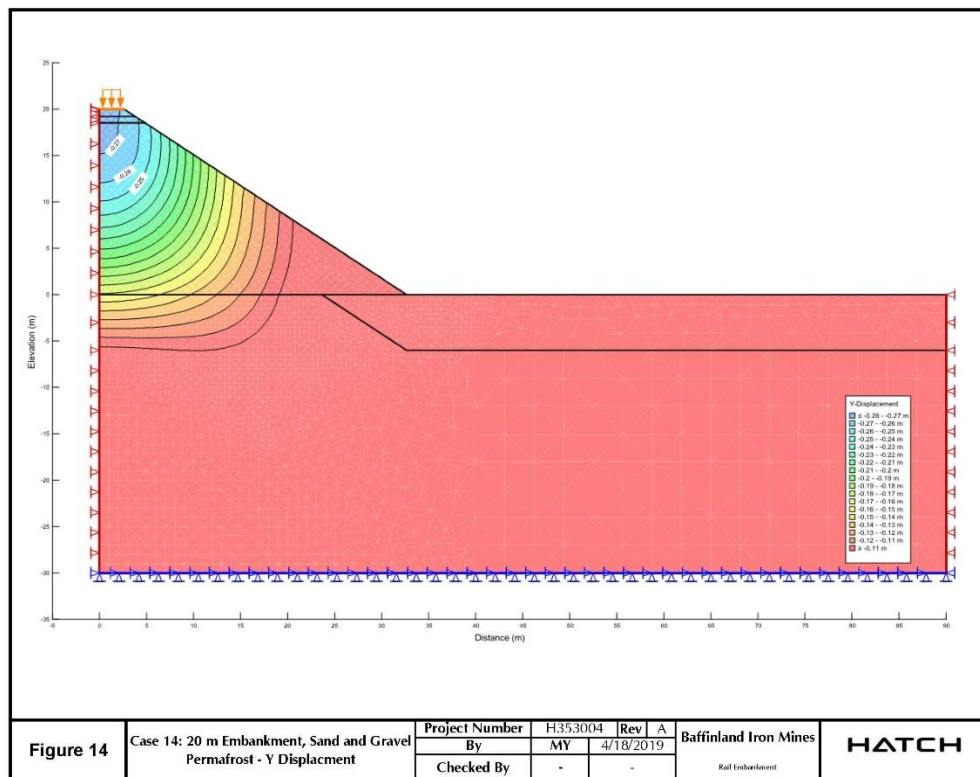 25
20
15
10
5
0
-5
-10
-15
-20
-25
-30
-35
Elevation (m)
-0.27
-0.26
-0.25
Y-Displacement
≤ -0.28 - -0.27 m
-0.27 - -0.26 m
-0.26 - -0.25 m
-0.25 - -0.24 m
-0.24 - -0.23 m
-0.23 - -0.22 m
-0.22 - -0.21 m
-0.21 - -0.2 m
-0.2 - -0.19 m
-0.19 - -0.18 m
-0.18 - -0.17 m
-0.17 - -0.16 m
-0.16 - -0.15 m
-0.15 - -0.14 m
-0.14 - -0.13 m
-0.13 - -0.12 m
-0.12 - -0.11 m
≥ -0.11 m
-5 0 5 10 15 20 25 30 35 40 45 50 55 60 65 70 75 80 85 90
Distance (m)
Figure 14
Case 14: 20 m Embankment, Sand and Gravel
Permafrost - Y Displacment
Project Number H353004 Rev A
By MY 4/18/2019
Checked By - -
Baffinland Iron Mines
Rail Embankment
HATCH